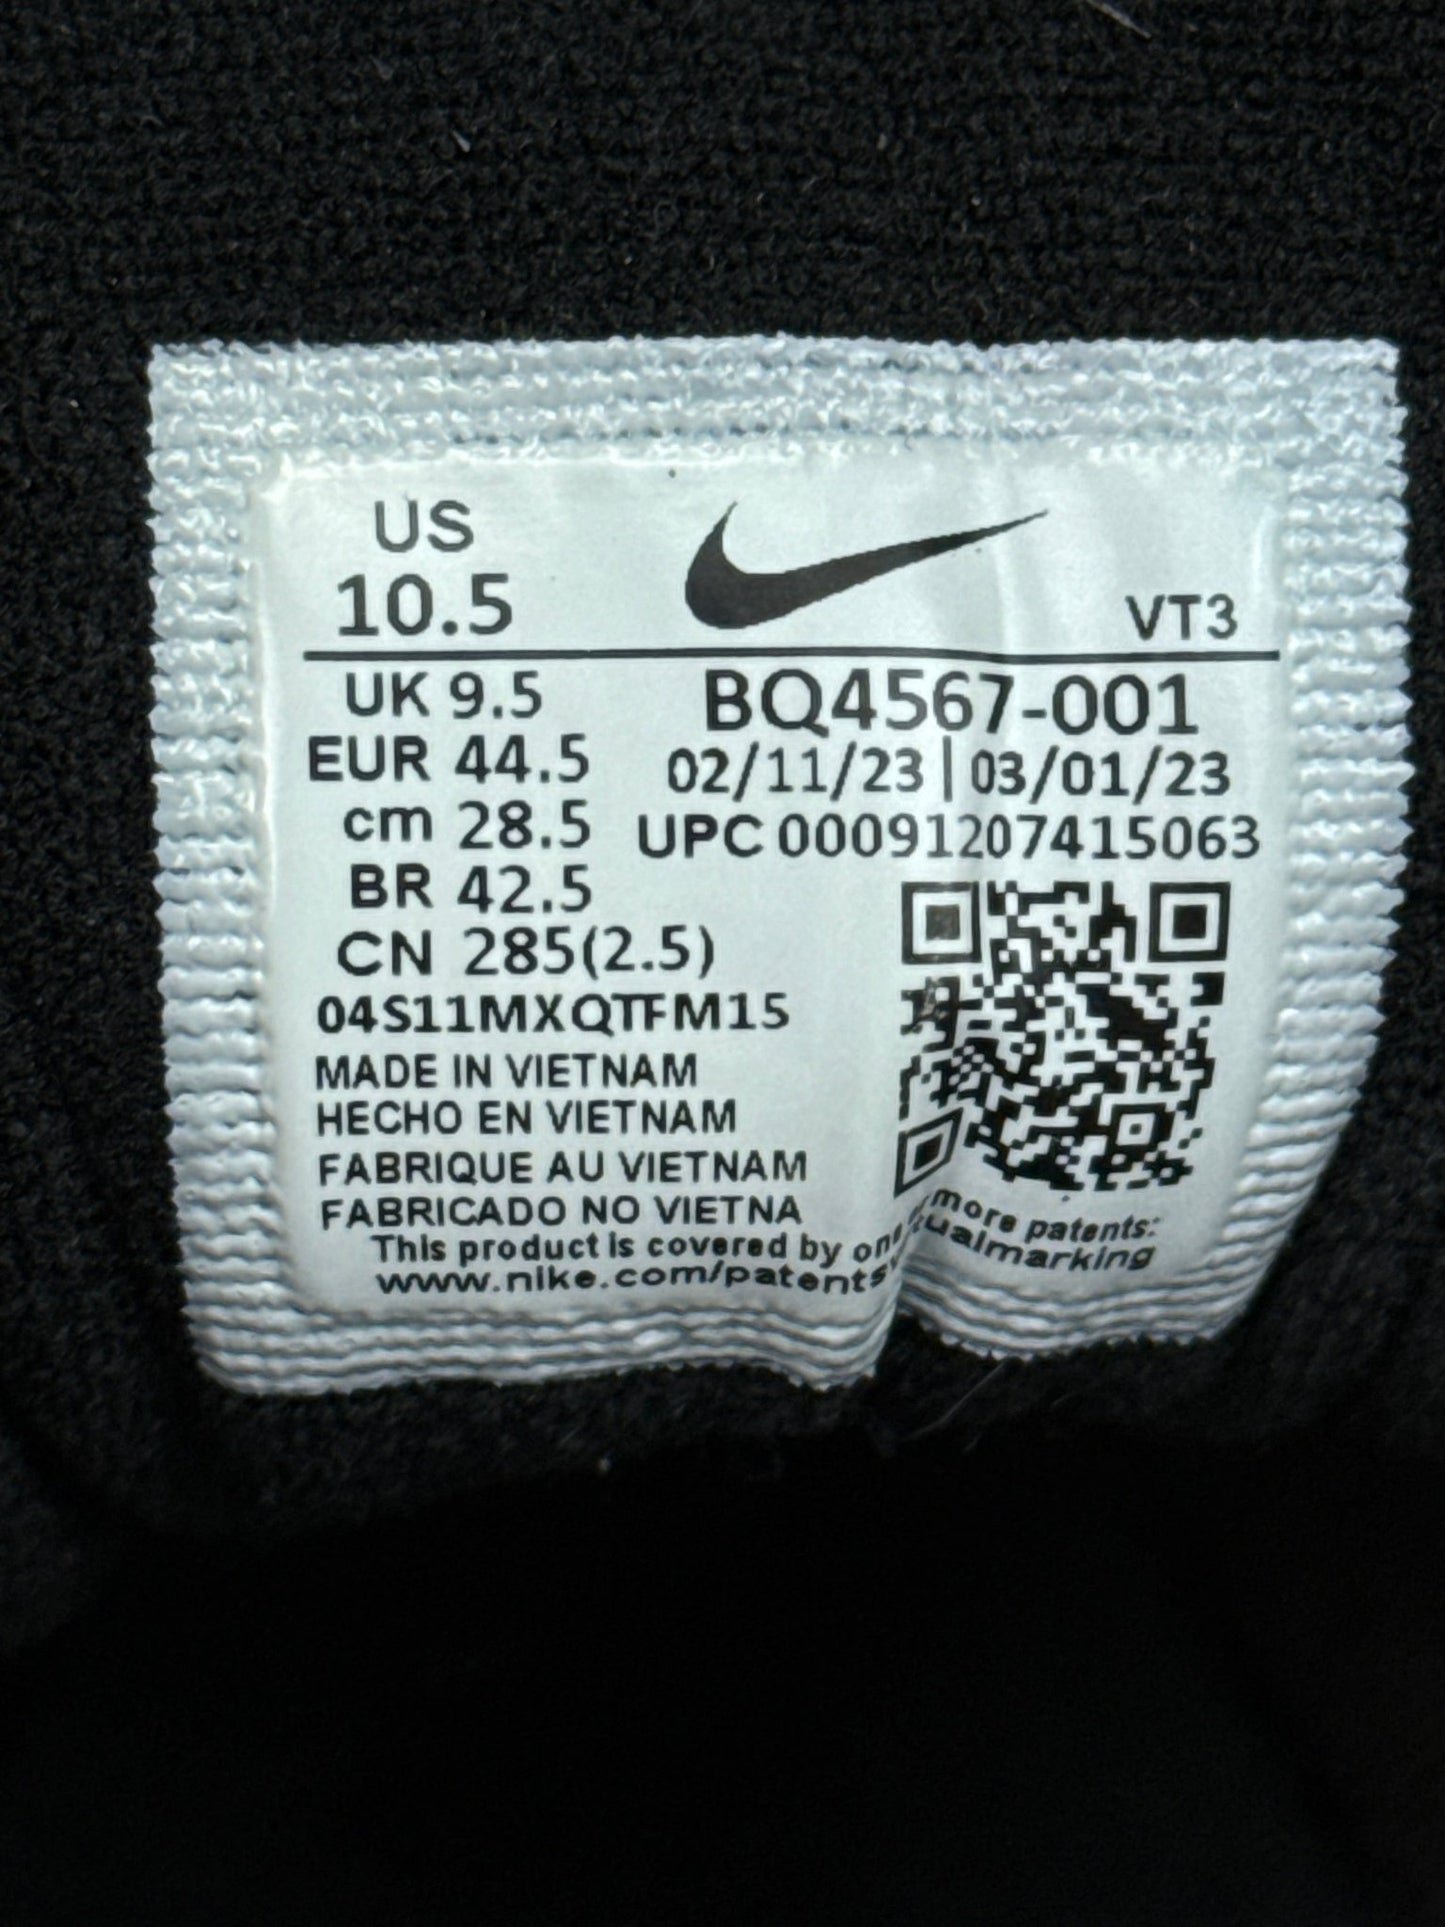 US
10.5
VT3
UK 9.5
EUR 44.5
cm 28.5
BR 42.5
CN 285(2.5)
BQ4567-001
02/11/23 | 03/01/23
UPC 00091207415063
04S11MXQTFM15
MADE IN VIETNAM
HECHO EN VIETNAM
FABRIQUE AU VIETNAM
FABRICADO NO VIETNA
This product is covered by one more patents:
www.nike.com/patents